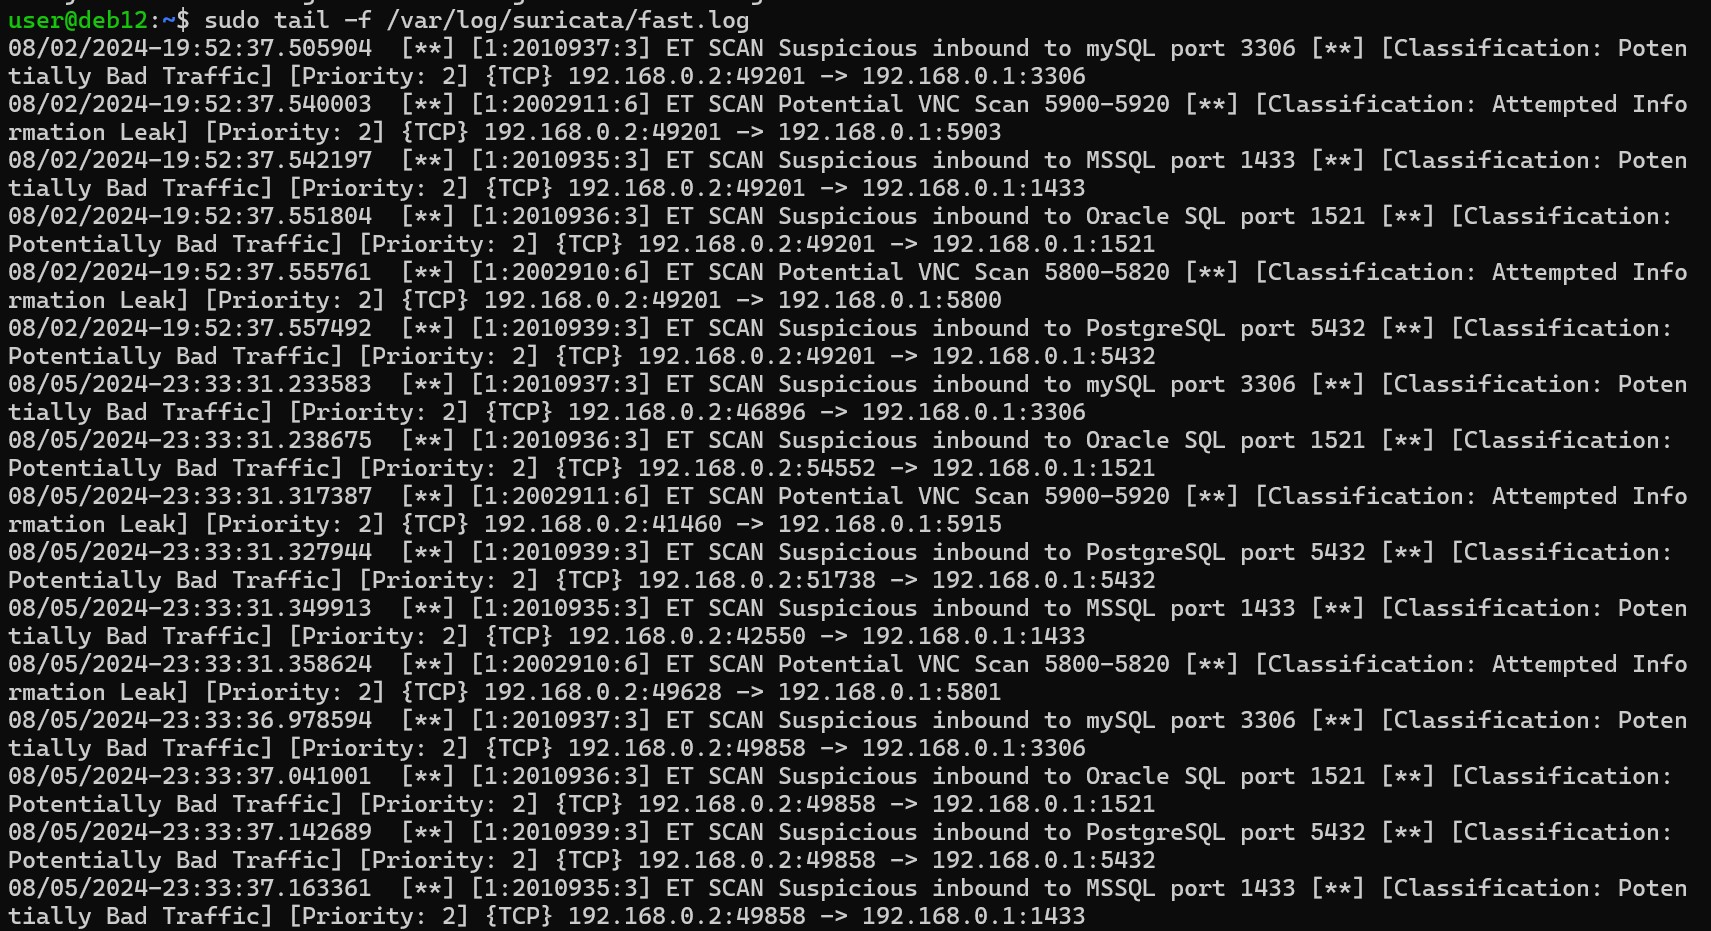 user@deb12:~$ sudo tail -f /var/log/suricata/fast.log
08/02/2024-19:52:37.505904  [**] [1:2010937:3] ET SCAN Suspicious inbound to mySQL port 3306 [**] [Classification: Poten
tially Bad Traffic] [Priority: 2] {TCP} 192.168.0.2:49201 -> 192.168.0.1:3306
08/02/2024-19:52:37.540003  [**] [1:2002911:6] ET SCAN Potential VNC Scan 5900-5920 [**] [Classification: Attempted Info
rmation Leak] [Priority: 2] {TCP} 192.168.0.2:49201 -> 192.168.0.1:5903
08/02/2024-19:52:37.542197  [**] [1:2010935:3] ET SCAN Suspicious inbound to MSSQL port 1433 [**] [Classification: Poten
tially Bad Traffic] [Priority: 2] {TCP} 192.168.0.2:49201 -> 192.168.0.1:1433
08/02/2024-19:52:37.551804  [**] [1:2010936:3] ET SCAN Suspicious inbound to Oracle SQL port 1521 [**] [Classification:
Potentially Bad Traffic] [Priority: 2] {TCP} 192.168.0.2:49201 -> 192.168.0.1:1521
08/02/2024-19:52:37.555761  [**] [1:2002910:6] ET SCAN Potential VNC Scan 5800-5820 [**] [Classification: Attempted Info
rmation Leak] [Priority: 2] {TCP} 192.168.0.2:49201 -> 192.168.0.1:5800
08/02/2024-19:52:37.557492  [**] [1:2010939:3] ET SCAN Suspicious inbound to PostgreSQL port 5432 [**] [Classification:
Potentially Bad Traffic] [Priority: 2] {TCP} 192.168.0.2:49201 -> 192.168.0.1:5432
08/05/2024-23:33:31.233583  [**] [1:2010937:3] ET SCAN Suspicious inbound to mySQL port 3306 [**] [Classification: Poten
tially Bad Traffic] [Priority: 2] {TCP} 192.168.0.2:46896 -> 192.168.0.1:3306
08/05/2024-23:33:31.238675  [**] [1:2010936:3] ET SCAN Suspicious inbound to Oracle SQL port 1521 [**] [Classification:
Potentially Bad Traffic] [Priority: 2] {TCP} 192.168.0.2:54552 -> 192.168.0.1:1521
08/05/2024-23:33:31.317387  [**] [1:2002911:6] ET SCAN Potential VNC Scan 5900-5920 [**] [Classification: Attempted Info
rmation Leak] [Priority: 2] {TCP} 192.168.0.2:41460 -> 192.168.0.1:5915
08/05/2024-23:33:31.327944  [**] [1:2010939:3] ET SCAN Suspicious inbound to PostgreSQL port 5432 [**] [Classification:
Potentially Bad Traffic] [Priority: 2] {TCP} 192.168.0.2:51738 -> 192.168.0.1:5432
08/05/2024-23:33:31.349913  [**] [1:2010935:3] ET SCAN Suspicious inbound to MSSQL port 1433 [**] [Classification: Poten
tially Bad Traffic] [Priority: 2] {TCP} 192.168.0.2:42550 -> 192.168.0.1:1433
08/05/2024-23:33:31.358624  [**] [1:2002910:6] ET SCAN Potential VNC Scan 5800-5820 [**] [Classification: Attempted Info
rmation Leak] [Priority: 2] {TCP} 192.168.0.2:49628 -> 192.168.0.1:5801
08/05/2024-23:33:36.978594  [**] [1:2010937:3] ET SCAN Suspicious inbound to mySQL port 3306 [**] [Classification: Poten
tially Bad Traffic] [Priority: 2] {TCP} 192.168.0.2:49858 -> 192.168.0.1:3306
08/05/2024-23:33:37.041001  [**] [1:2010936:3] ET SCAN Suspicious inbound to Oracle SQL port 1521 [**] [Classification:
Potentially Bad Traffic] [Priority: 2] {TCP} 192.168.0.2:49858 -> 192.168.0.1:1521
08/05/2024-23:33:37.142689  [**] [1:2010939:3] ET SCAN Suspicious inbound to PostgreSQL port 5432 [**] [Classification:
Potentially Bad Traffic] [Priority: 2] {TCP} 192.168.0.2:49858 -> 192.168.0.1:5432
08/05/2024-23:33:37.163361  [**] [1:2010935:3] ET SCAN Suspicious inbound to MSSQL port 1433 [**] [Classification: Poten
tially Bad Traffic] [Priority: 2] {TCP} 192.168.0.2:49858 -> 192.168.0.1:1433